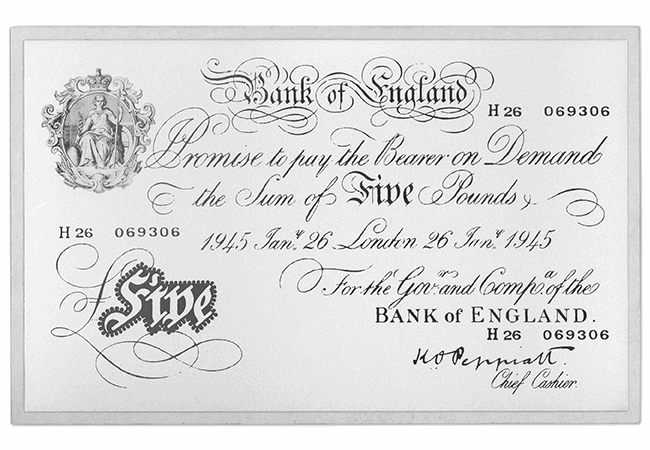 Bank of England
H 26 069306
I Promise to pay the Bearer on Demand
the Sum of Five Pounds
H 26 069306
1945 Janʸ 26 London 26 Janʸ 1945
£ Five
For the Govʳ and Compᵃ of the
BANK of ENGLAND.
H 26 069306
K O Peppiatt.
Chief Cashier.